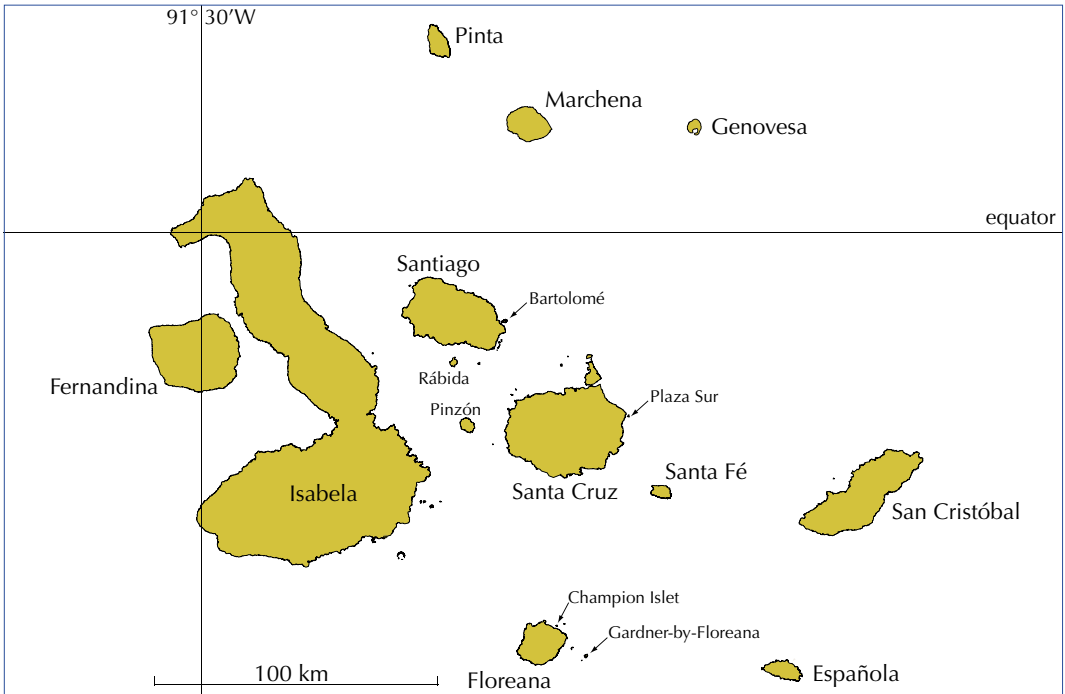 91° 30′W
Pinta
Marchena
Genovesa
equator
Santiago
Bartolomé
Rábida
Fernandina
Pinzón
Plaza Sur
Santa Fé
Isabela
Santa Cruz
San Cristóbal
Champion Islet
Gardner-by-Floreana
100 km
Floreana
Española